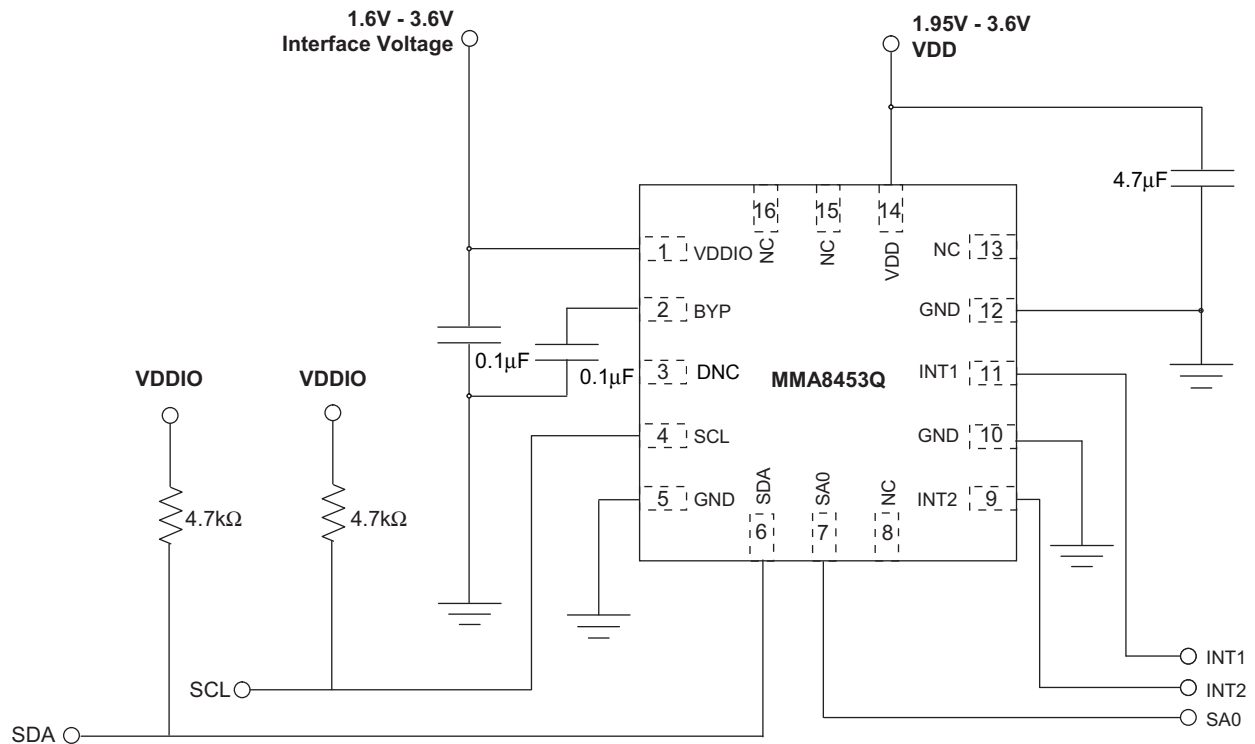 1.6V - 3.6V
Interface Voltage
1.95V - 3.6V
VDD
4.7μF
16
15
14
NC
NC
VDD
1
VDDIO
NC
13
2
BYP
GND
12
0.1μF
0.1μF
3
DNC
MMA8453Q
INT1
11
VDDIO
VDDIO
4
SCL
GND
10
5
GND
SDA
SA0
NC
INT2
9
6
7
8
4.7kΩ
4.7kΩ
INT1
SCL
INT2
SA0
SDA